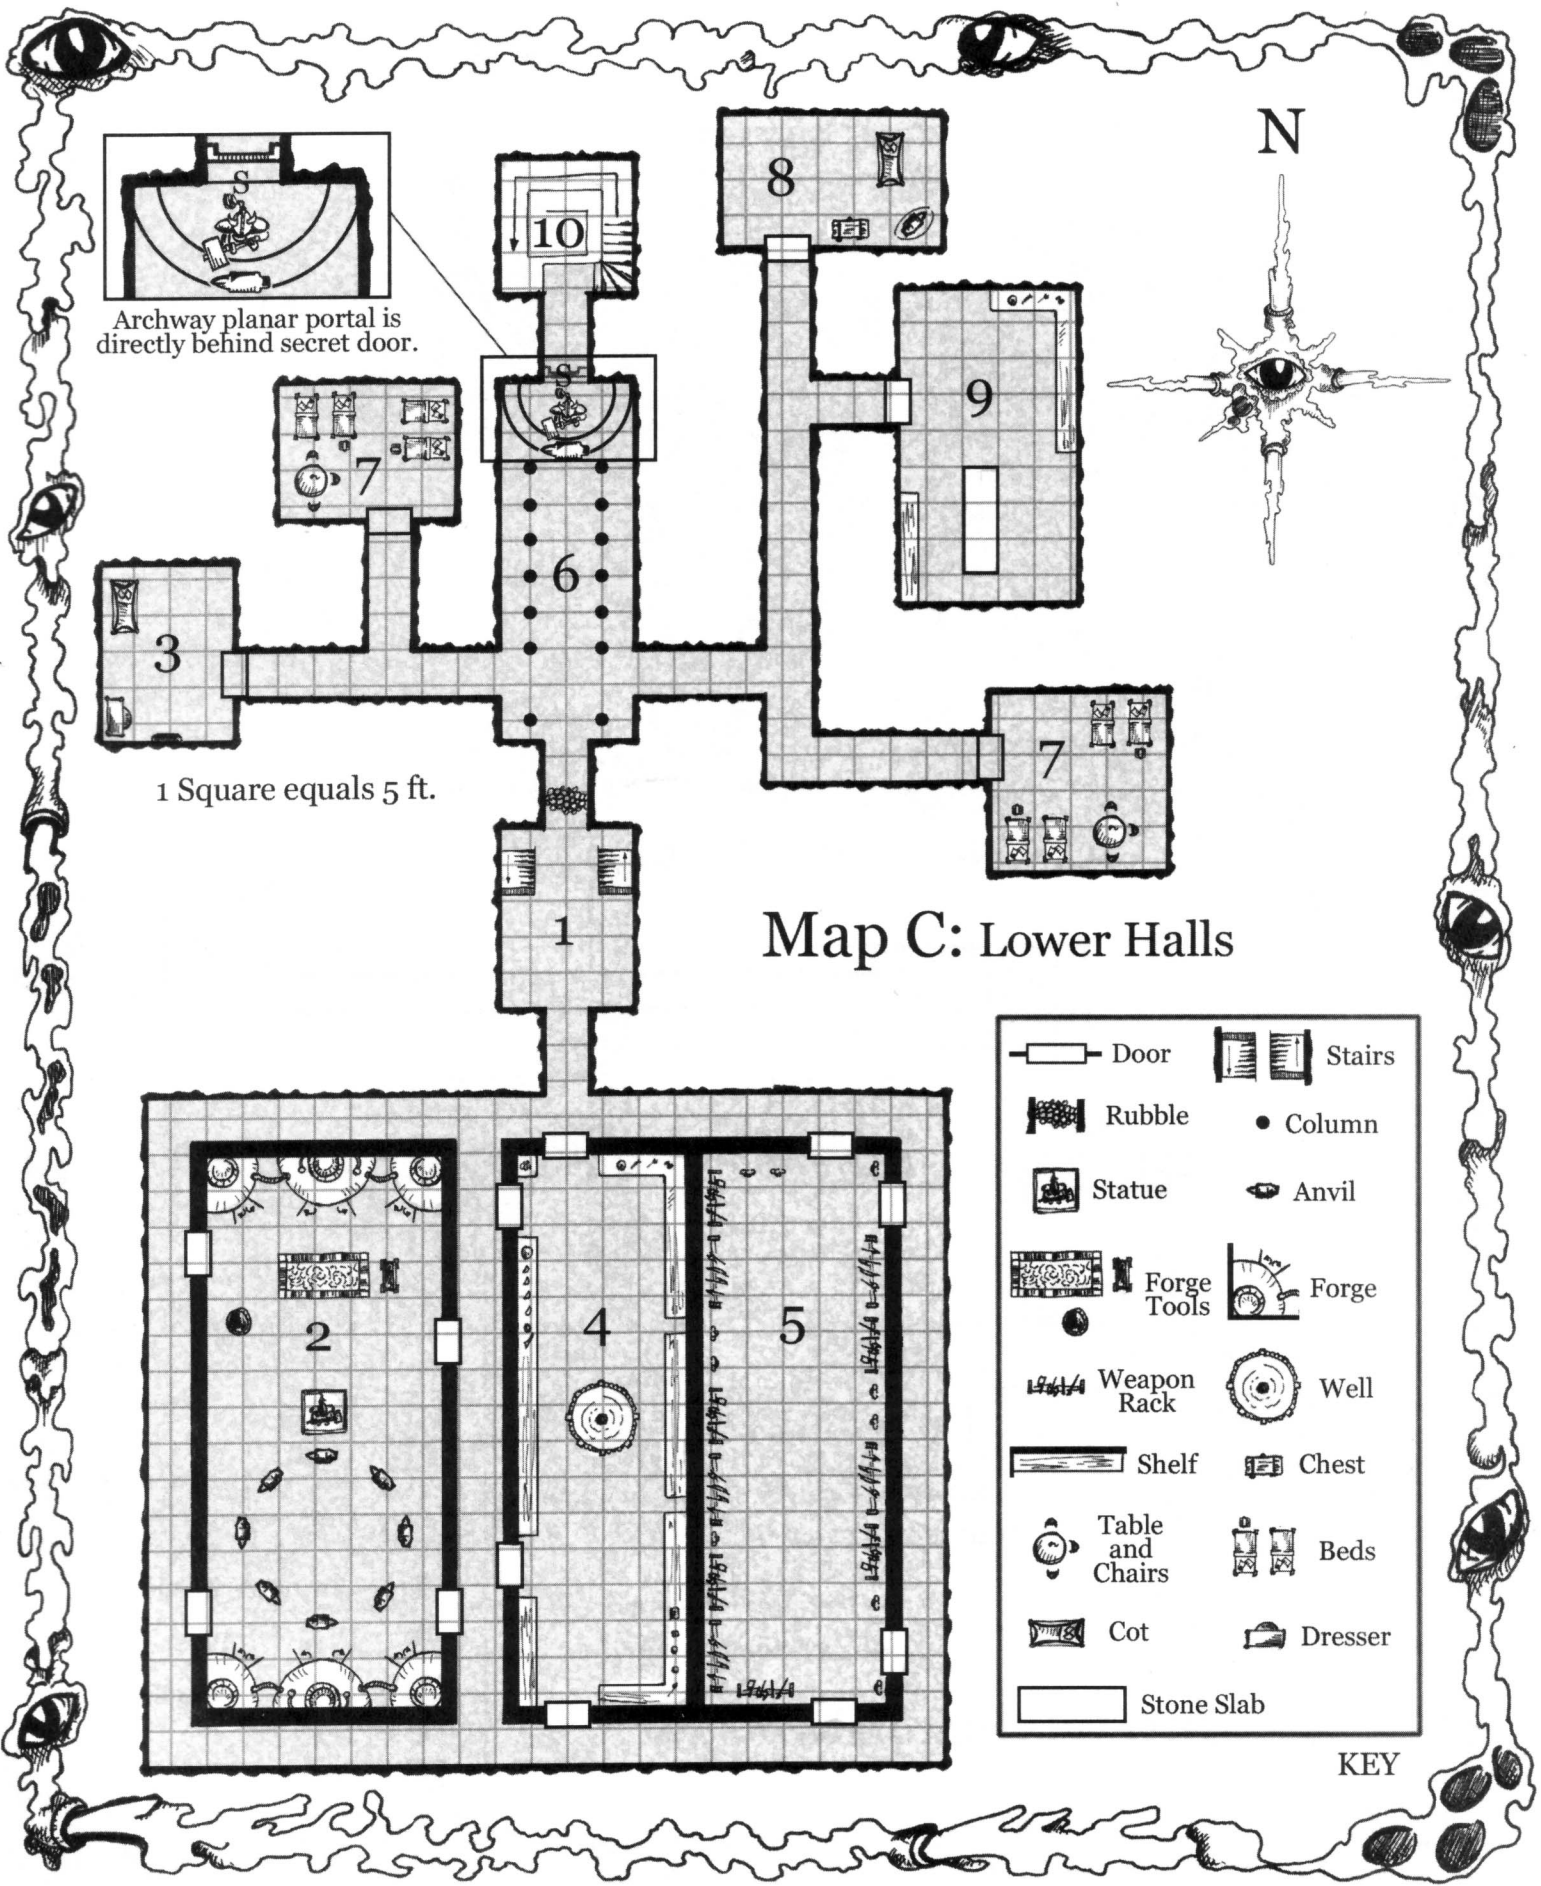 N
8
10
S
Archway planar portal is
directly behind secret door.
S
9
7
6
3
7
1 Square equals 5 ft.
1
Map C: Lower Halls
Door
Stairs
Rubble
Column
Statue
Anvil
Forge
Tools
Forge
Weapon
Rack
Well
Shelf
Chest
Table
and
Chairs
Beds
Cot
Dresser
Stone Slab
KEY
2
4
5